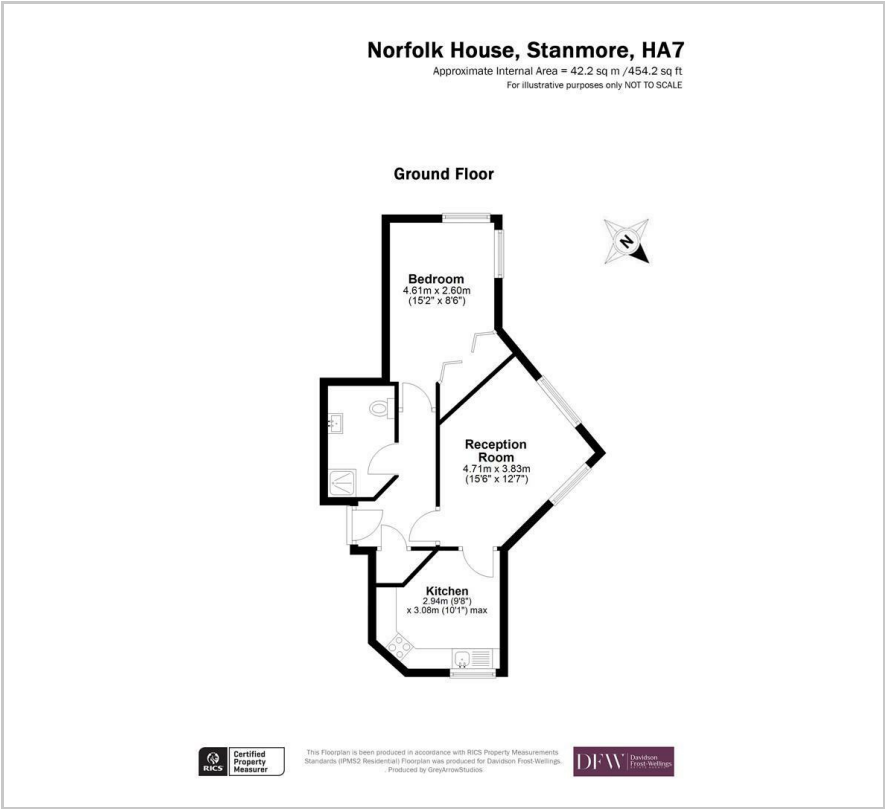 Norfolk House, Stanmore, HA7
Approximate Internal Area = 42.2 sq m /454.2 sq ft
For illustrative purposes only NOT TO SCALE
Ground Floor
N
Bedroom
4.61m x 2.60m
(15'2" x 8'6")
Reception
Room
4.71m x 3.83m
(15'6" x 12'7")
Kitchen
2.94m (9'8")
x 3.08m (10'1") max
RICS
Certified
Property
Measurer
This Floorplan is been produced in accordance with RICS Property Measurements
Standards (IPMS2 Residential) Floorplan was produced for Davidson Frost-Wellings.
Produced by GreyArrowStudios.
DFW
Davidson
Frost-Wellings